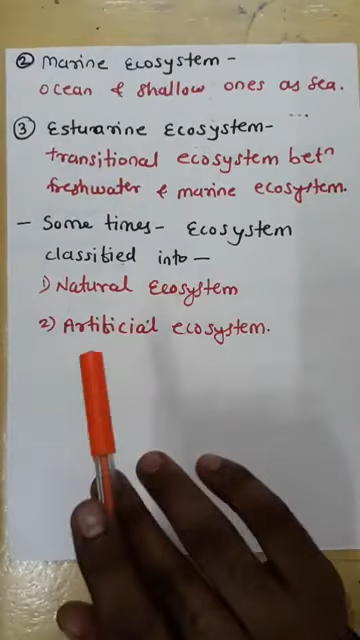 ② Marine Ecosystem -
ocean & shallow ones as sea.
③ Esturarine Ecosystem-
transitional ecosystem betⁿ
freshwater & marine ecosystem.
- Some times - Ecosystem
classified into -
1) Natural Ecosystem
2) Artificial ecosystem.